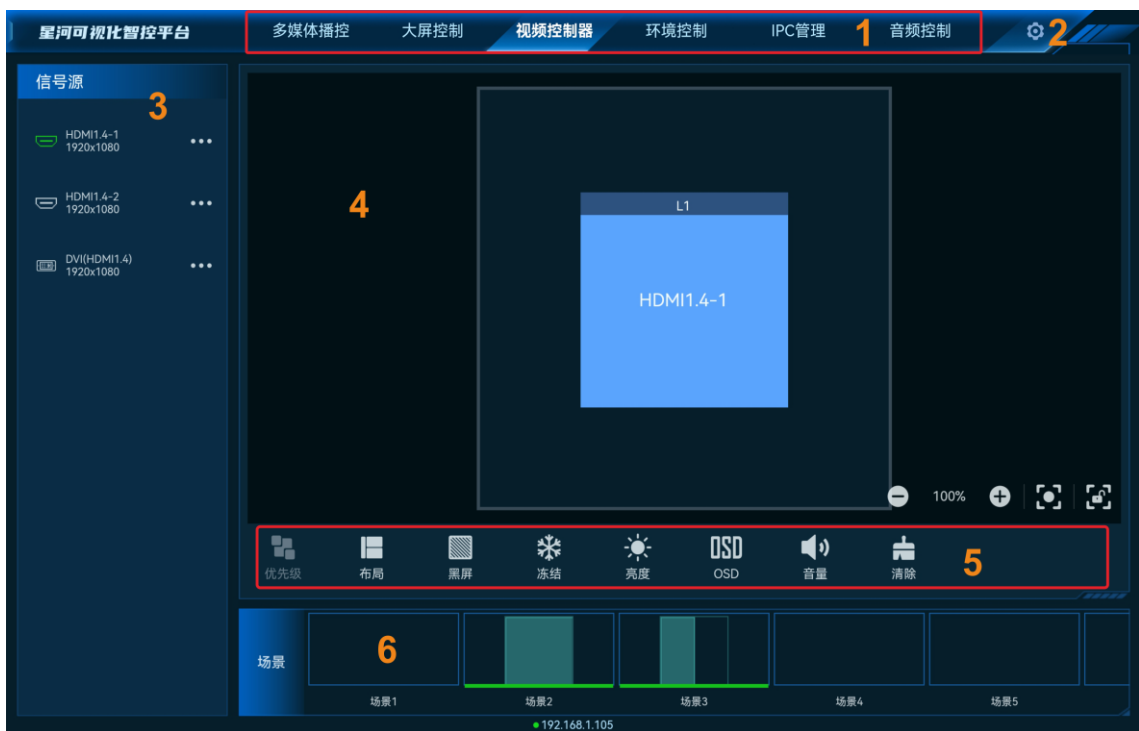 星河可视化智控平台
多媒体播控 大屏控制 视频控制器 环境控制 IPC管理 1 音频控制 2
信号源
3
HDMI1.4-1
1920x1080
HDMI1.4-2
1920x1080
DVI(HDMI1.4)
1920x1080
4
L1
HDMI1.4-1
100%
优先级 布局 黑屏 冻结 亮度 OSD OSD 音量 清除 5
场景
6
场景1 场景2 场景3 场景4 场景5
192.168.1.105